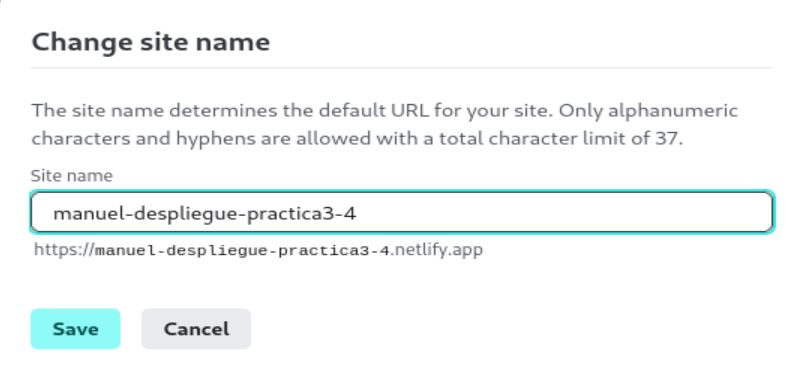 Change site name
The site name determines the default URL for your site. Only alphanumeric
characters and hyphens are allowed with a total character limit of 37.
Site name
manuel-despliegue-practica3-4
https://manuel-despliegue-practica3-4.netlify.app
Save Cancel